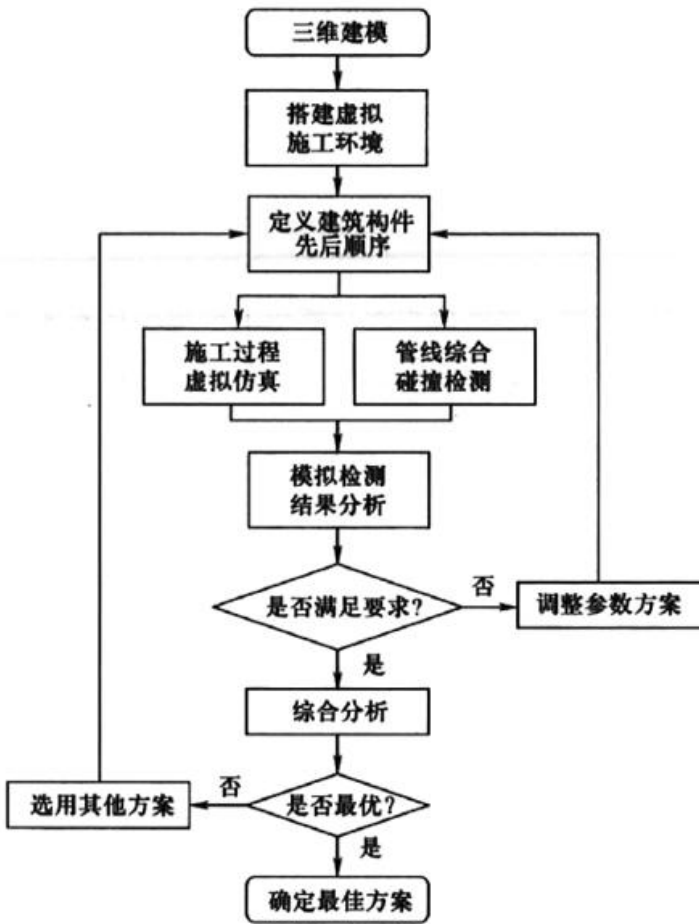 三维建模
搭建虚拟
施工环境
定义建筑构件
先后顺序
施工过程
虚拟仿真
管线综合
碰撞检测
模拟检测
结果分析
是否满足要求?
否
调整参数方案
是
综合分析
选用其他方案
否
是否最优?
是
确定最佳方案